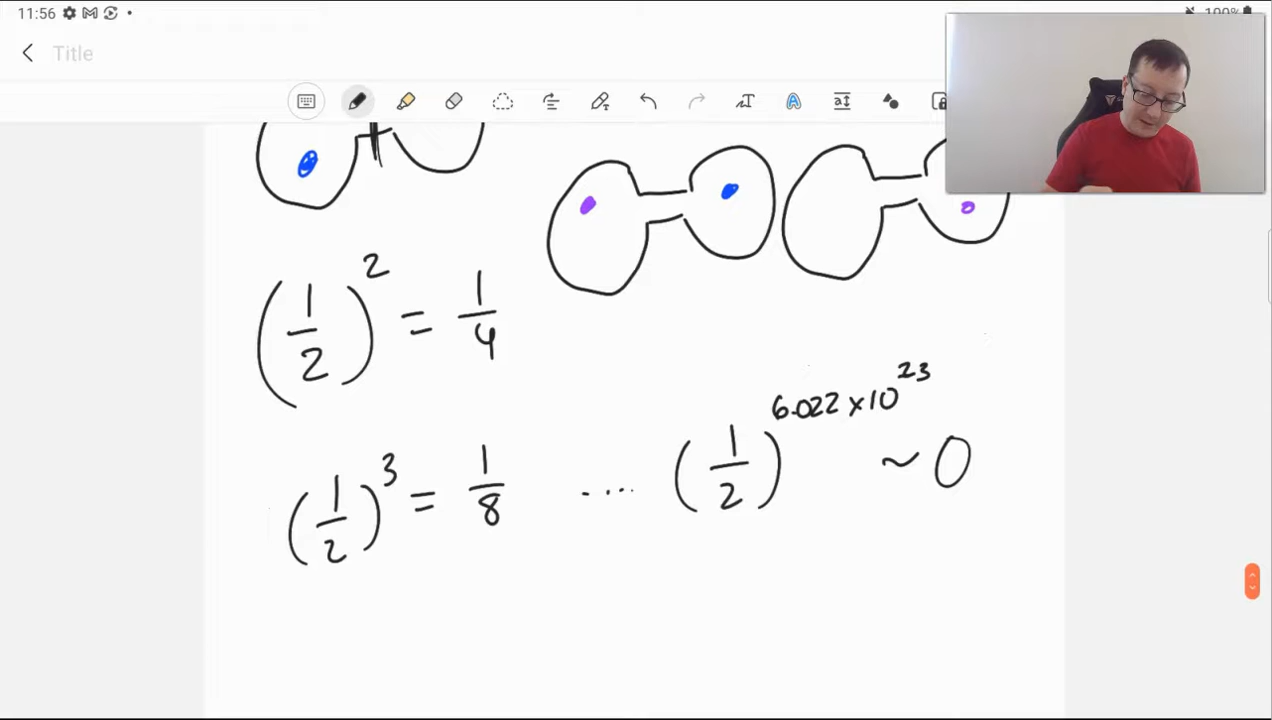 11:56 100%
Title
(1/2)^2 = 1/4
(1/2)^3 = 1/8 ..... (1/2)^6.022×10^23 ~ 0